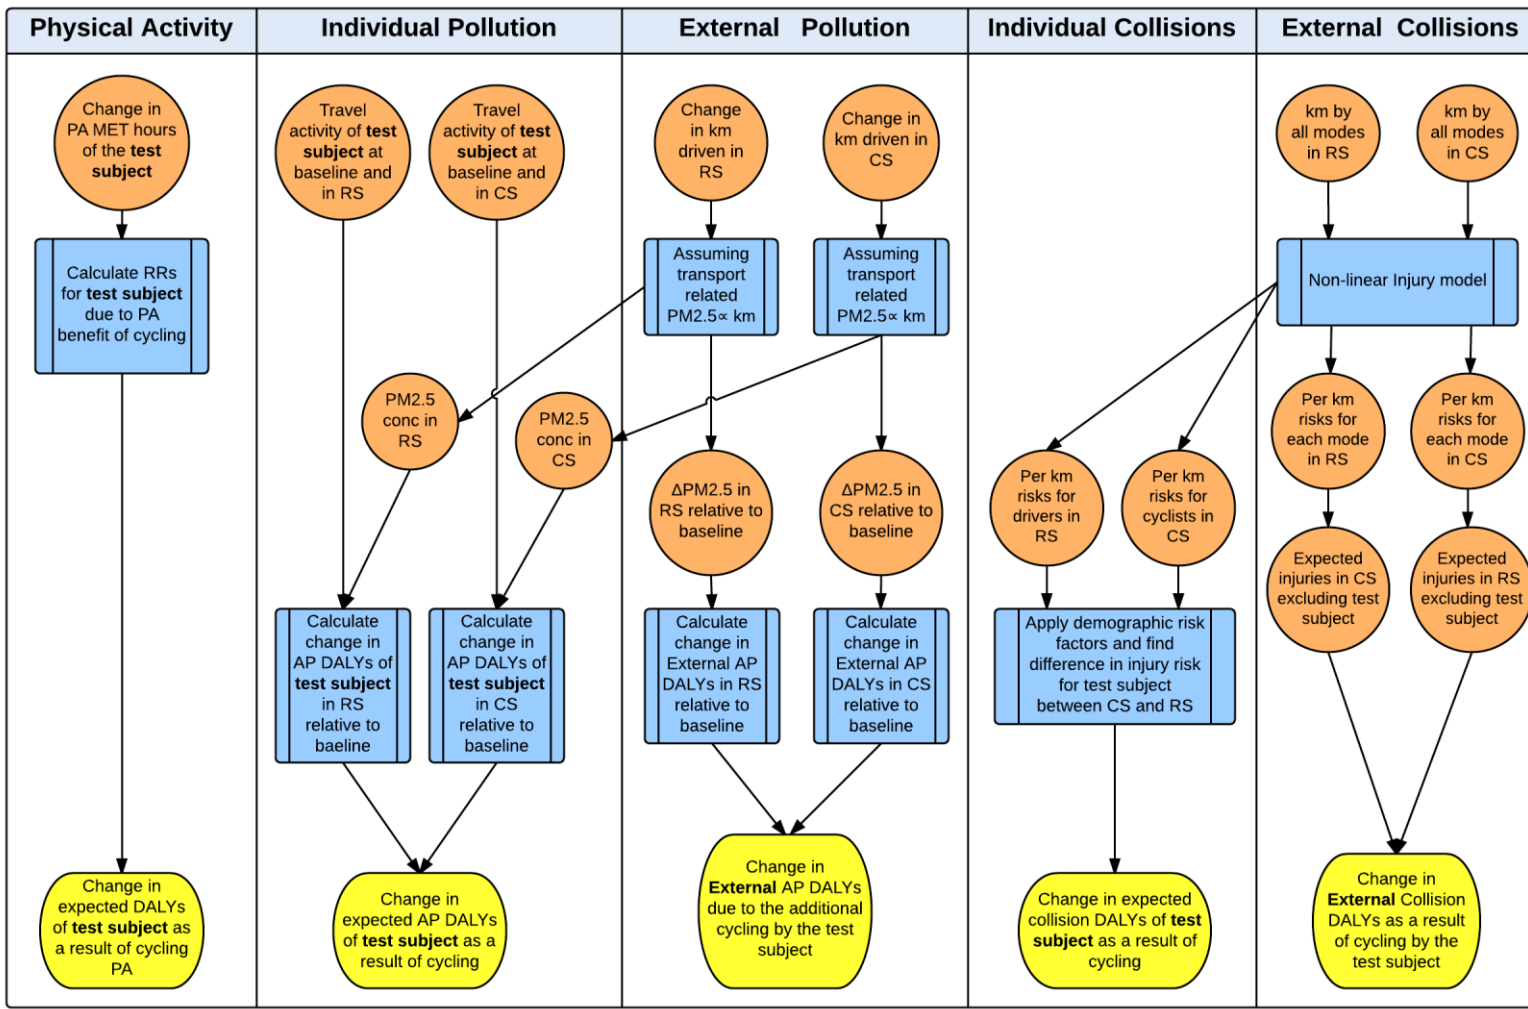 Physical Activity
Individual Pollution
External Pollution
Individual Collisions
External Collisions
Change in
PA MET hours
of the test
subject
Calculate RRs
for test subject
due to PA
benefit of cycling
Change in
expected DALYs
of test subject as
a result of cycling
PA
Travel
activity of test
subject at
baseline and
in RS
Travel
activity of test
subject at
baseline and
in CS
PM2.5
conc in
RS
PM2.5
conc in
CS
Calculate
change in
AP DALYs of
test subject
in RS
relative to
baeline
Calculate
change in
AP DALYs of
test subject
in CS
relative to
baseline
Change in
expected AP DALYs
of test subject as a
result of cycling
Change
in km
driven in
RS
Change in
km driven in
CS
Assuming
transport
related
PM2.5∝ km
Assuming
transport
related
PM2.5∝ km
ΔPM2.5 in
RS relative to
baseline
ΔPM2.5 in
CS relative to
baseline
Calculate
change in
External AP
DALYs in RS
relative to
baseline
Calculate
change in
External AP
DALYs in CS
relative to
baseline
Change in
External AP DALYs
due to the additional
cycling by the test
subject
Per km
risks for
drivers in
RS
Per km
risks for
cyclists in
CS
Apply demographic risk
factors and find
difference in injury risk
for test subject
between CS and RS
Change in expected
collision DALYs of test
subject as a result of
cycling
km by
all modes
in RS
km by
all modes
in CS
Non-linear Injury model
Per km
risks for
each mode
in RS
Per km
risks for
each mode
in CS
Expected
injuries in CS
excluding test
subject
Expected
injuries in RS
excluding test
subject
Change in
External Collision
DALYs as a result
of cycling by the
test subject